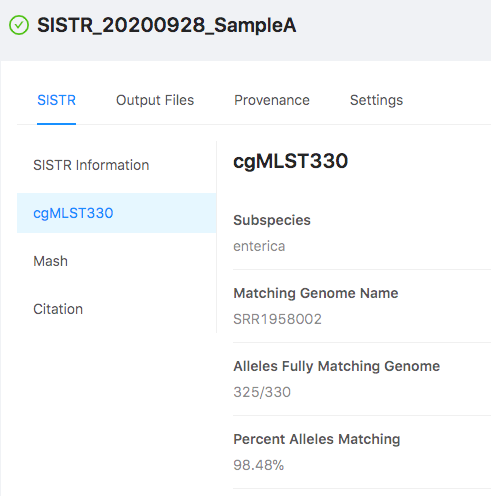 SISTR_20200928_SampleA
SISTR Output Files Provenance Settings
SISTR Information
cgMLST330
Mash
Citation
cgMLST330
Subspecies
enterica
Matching Genome Name
SRR1958002
Alleles Fully Matching Genome
325/330
Percent Alleles Matching
98.48%